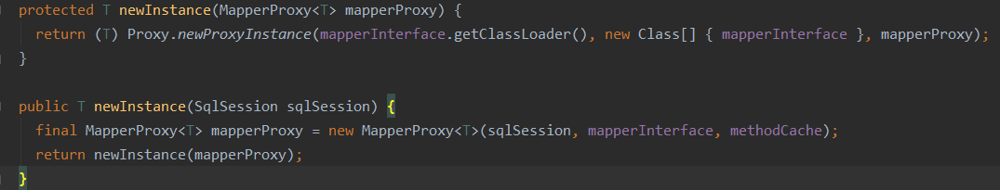 protected T newInstance(MapperProxy<T> mapperProxy) {
  return (T) Proxy.newProxyInstance(mapperInterface.getClassLoader(), new Class[] { mapperInterface }, mapperProxy);
}

public T newInstance(SqlSession sqlSession) {
  final MapperProxy<T> mapperProxy = new MapperProxy<T>(sqlSession, mapperInterface, methodCache);
  return newInstance(mapperProxy);
}